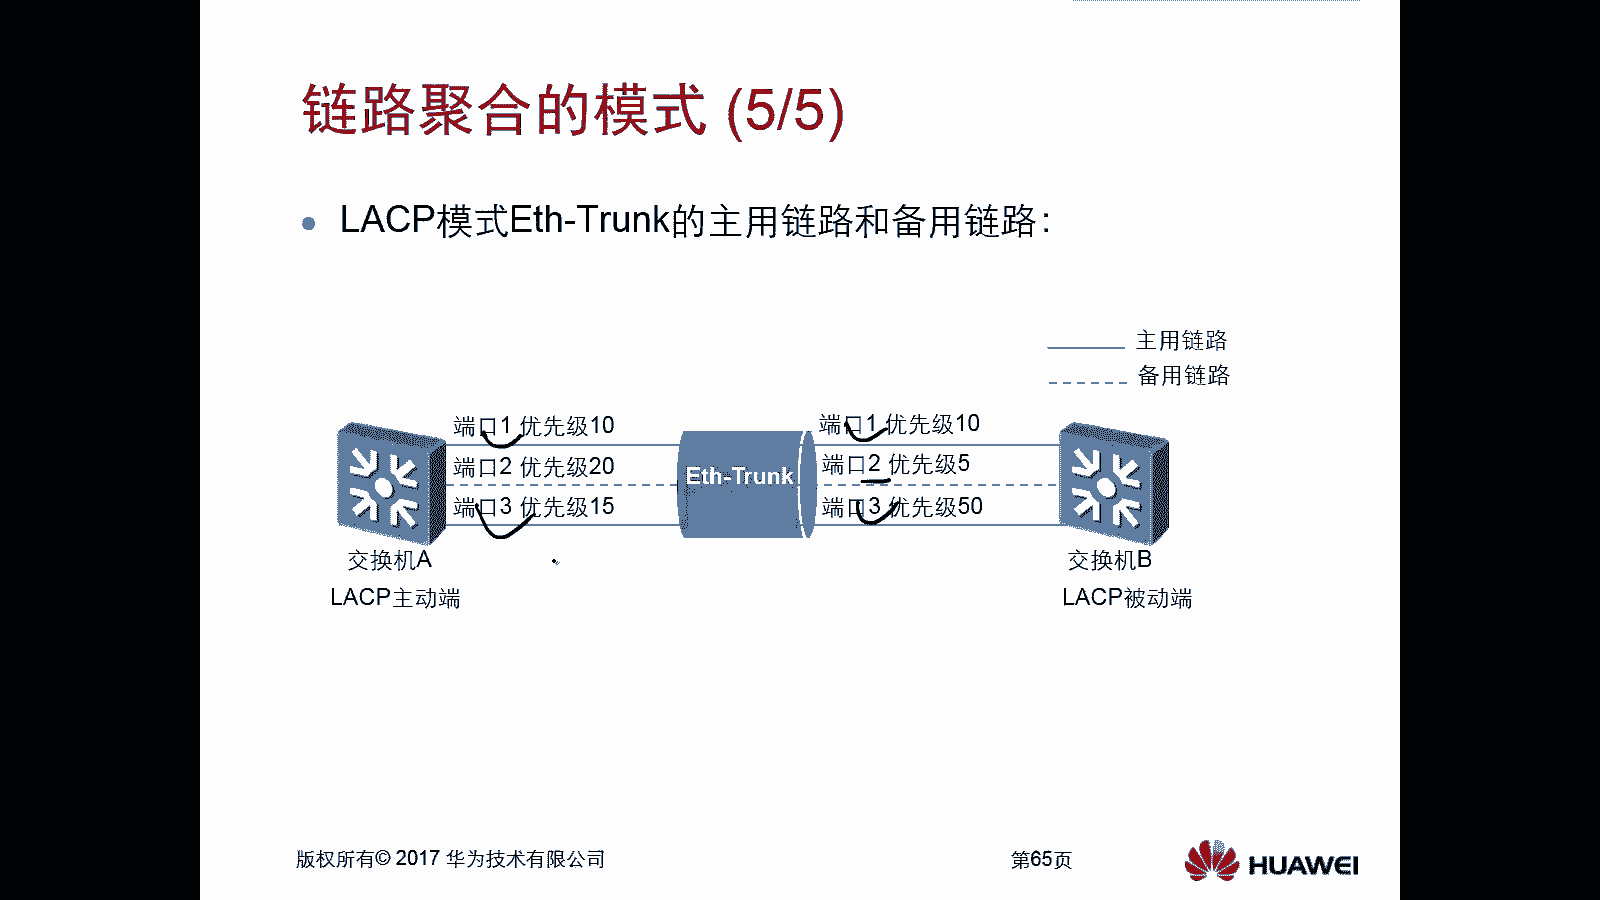 链路聚合的模式 (5/5)
LACP模式Eth-Trunk的主用链路和备用链路：
主用链路
备用链路
端口1 优先级10
端口2 优先级20
端口3 优先级15
Eth-Trunk
端口1 优先级10
端口2 优先级5
端口3 优先级50
交换机A
LACP主动端
交换机B
LACP被动端
版权所有© 2017 华为技术有限公司
第65页
HUAWEI